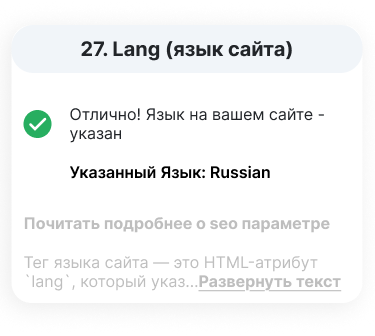 27. Lang (язык сайта)
Отлично! Язык на вашем сайте -
указан
Указанный Язык: Russian
Почитать подробнее о seo параметре
Тег языка сайта — это HTML-атрибут
`lang`, который указ...Развернуть текст